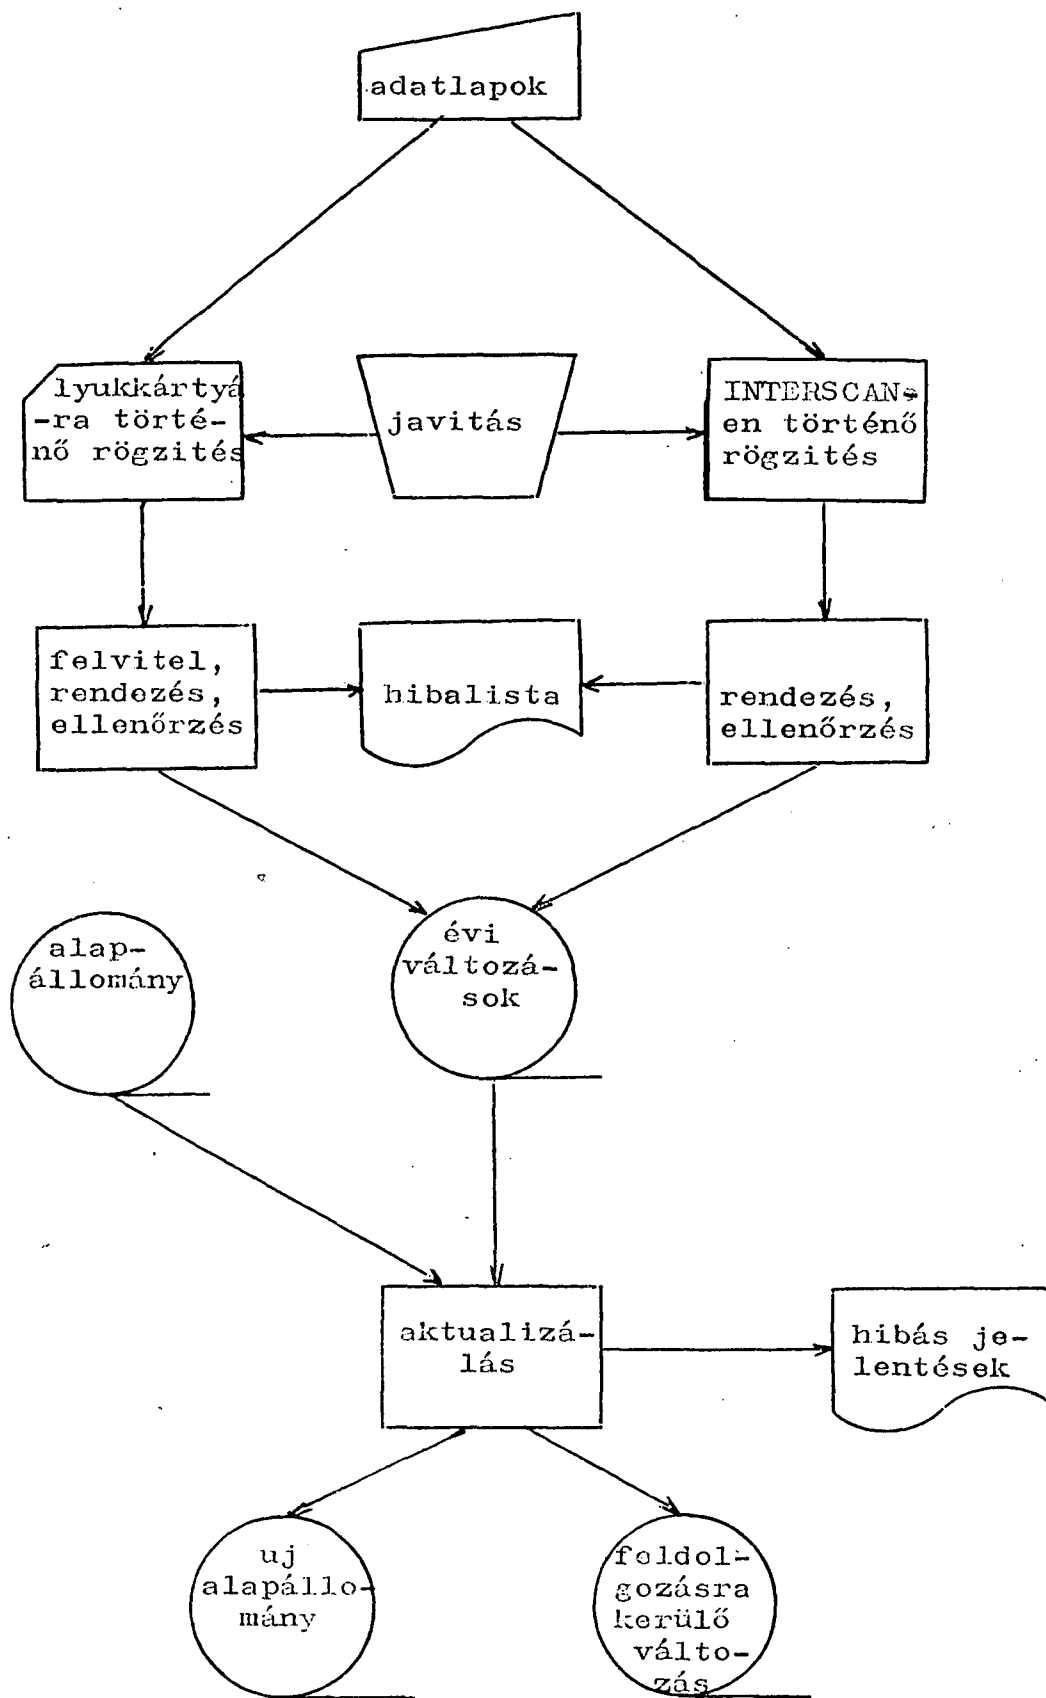 adatlapok
lyukkártyá
-ra törté-
nő rögzités
javitás
INTERSCAN-
en történő
rögzités
felvitel,
rendezés,
ellenőrzés
hibalista
rendezés,
ellenőrzés
alap-
állomány
évi
változá-
sok
aktualizá-
lás
hibás je-
lentések
uj
alapállo-
mány
feldol-
gozásra
kerülő
válto-
zás